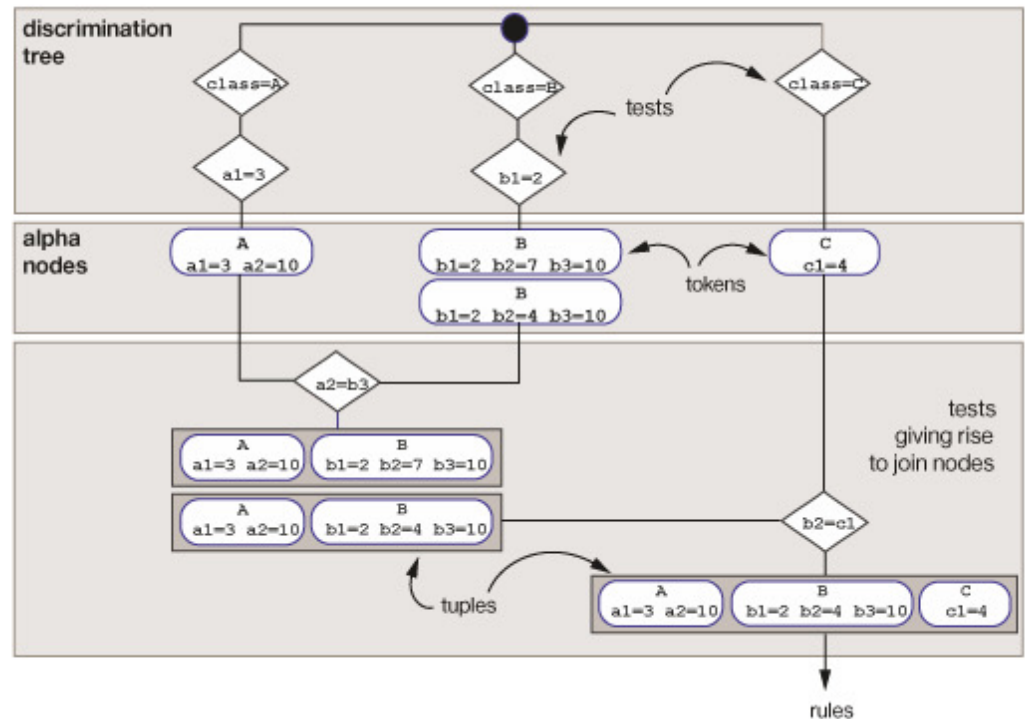 discrimination
tree
class=A
class=B
class=C
tests
a1=3
b1=2
alpha
nodes
A
a1=3 a2=10
B
b1=2 b2=7 b3=10
C
c1=4
tokens
B
b1=2 b2=4 b3=10
a2=b3
tests
giving rise
to join nodes
A
a1=3 a2=10
B
b1=2 b2=7 b3=10
A
a1=3 a2=10
B
b1=2 b2=4 b3=10
b2=c1
tuples
A
a1=3 a2=10
B
b1=2 b2=4 b3=10
C
c1=4
rules